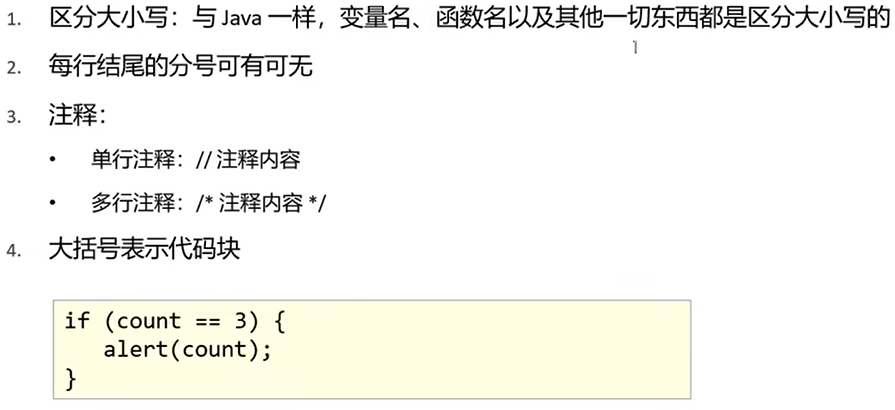 1. 区分大小写：与 Java 一样，变量名、函数名以及其他一切东西都是区分大小写的
2. 每行结尾的分号可有可无
3. 注释：
• 单行注释：// 注释内容
• 多行注释：/* 注释内容 */
4. 大括号表示代码块
if (count == 3) {
   alert(count);
}